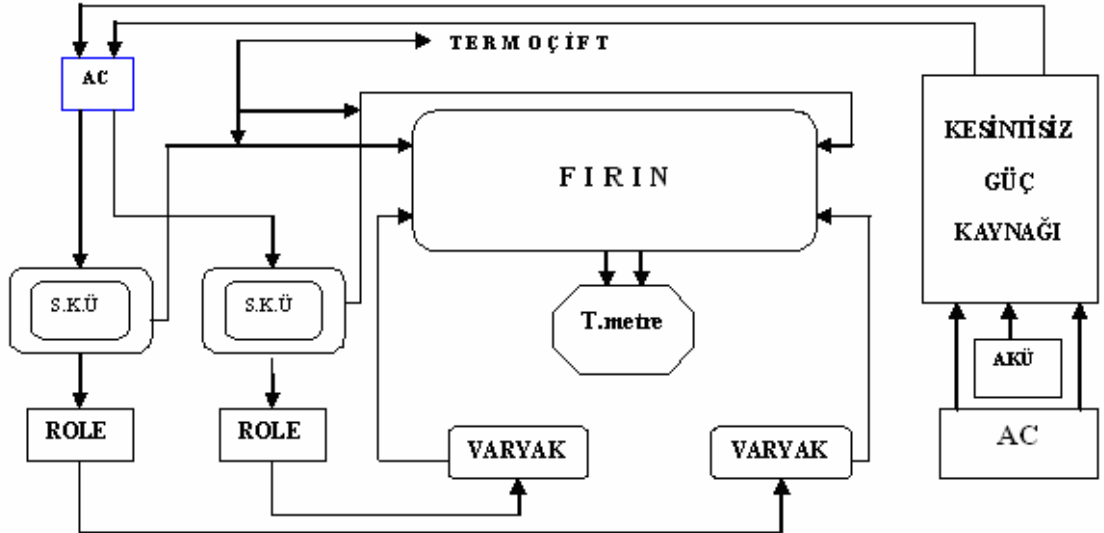 TERMOÇİFT
AC
KESİNTİSİZ
GÜÇ
KAYNAĞI
FIRIN
S.K.Ü
S.K.Ü
T.metre
AKÜ
ROLE
ROLE
VARYAK
VARYAK
AC